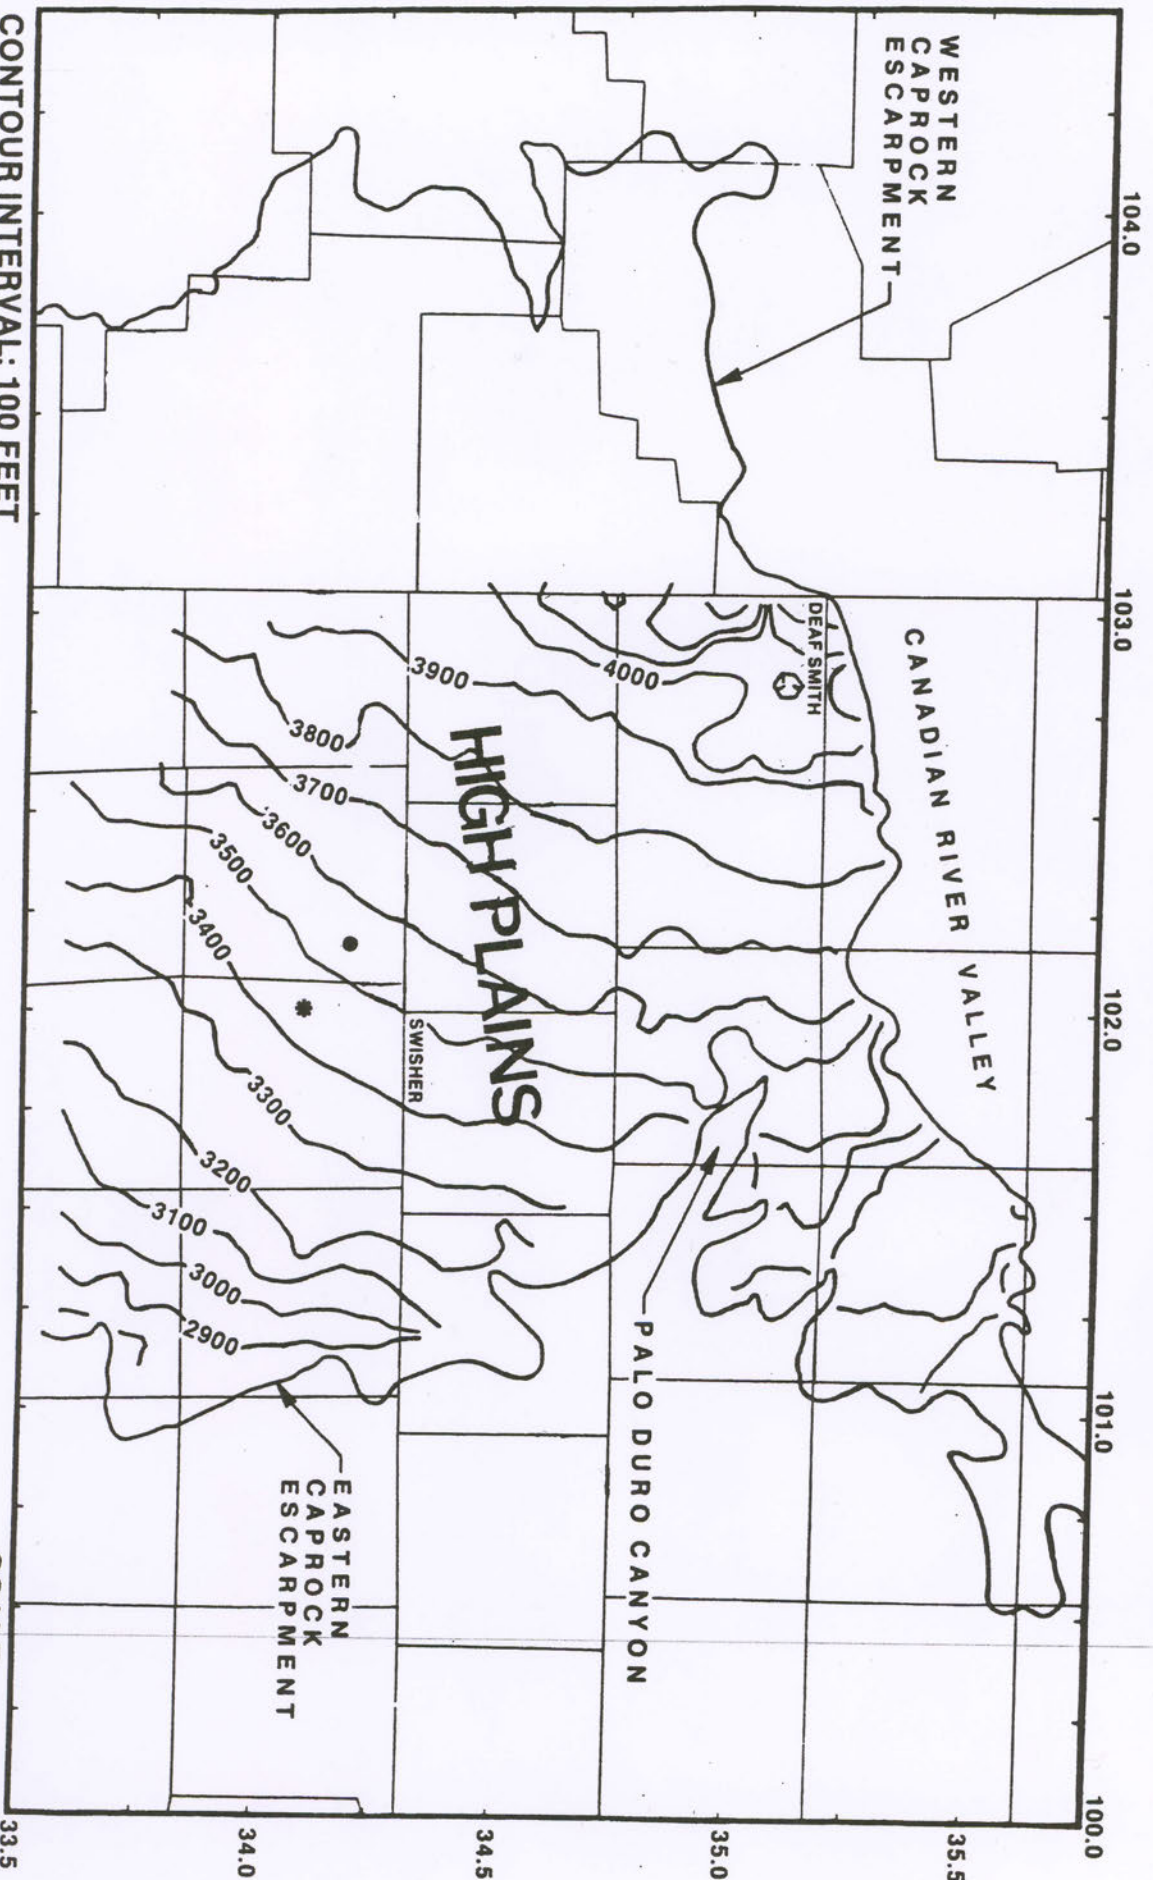 104.0
103.0
102.0
101.0
100.0
WESTERN
CAPROCK
ESCARPMENT
CANADIAN RIVER VALLEY
DEAF SMITH
4000
3900
3800
3700
3600
3500
3400
3300
3200
3100
3000
2900
HIGH PLAINS
SWISHER
PALO DURO CANYON
EASTERN
CAPROCK
ESCARPMENT
35.5
35.0
34.5
34.0
33.5
CONTOUR INTERVAL: 100 FEET